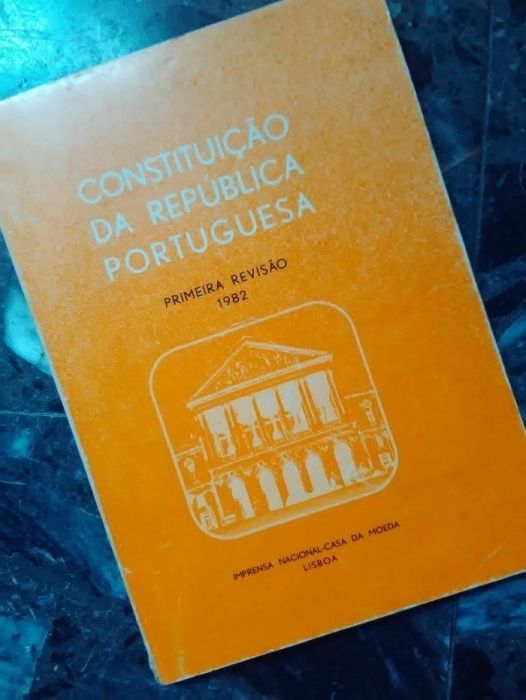 CONSTITUIÇÃO
DA REPÚBLICA
PORTUGUESA
PRIMEIRA REVISÃO
1982
IMPRENSA NACIONAL-CASA DA MOEDA
LISBOA